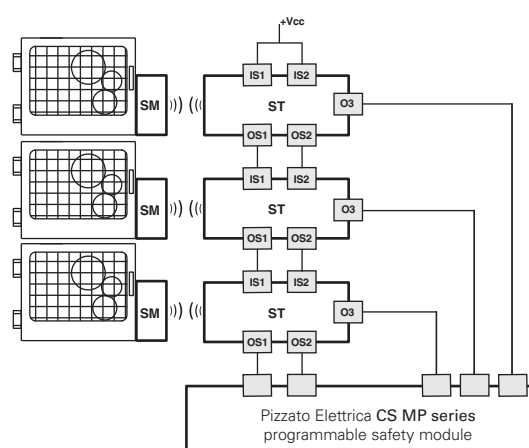 +Vcc
IS1 IS2
SM ST O3
OS1 OS2
IS1 IS2
SM ST O3
OS1 OS2
IS1 IS2
SM ST O3
OS1 OS2
Pizzato Elettrica CS MP series
programmable safety module